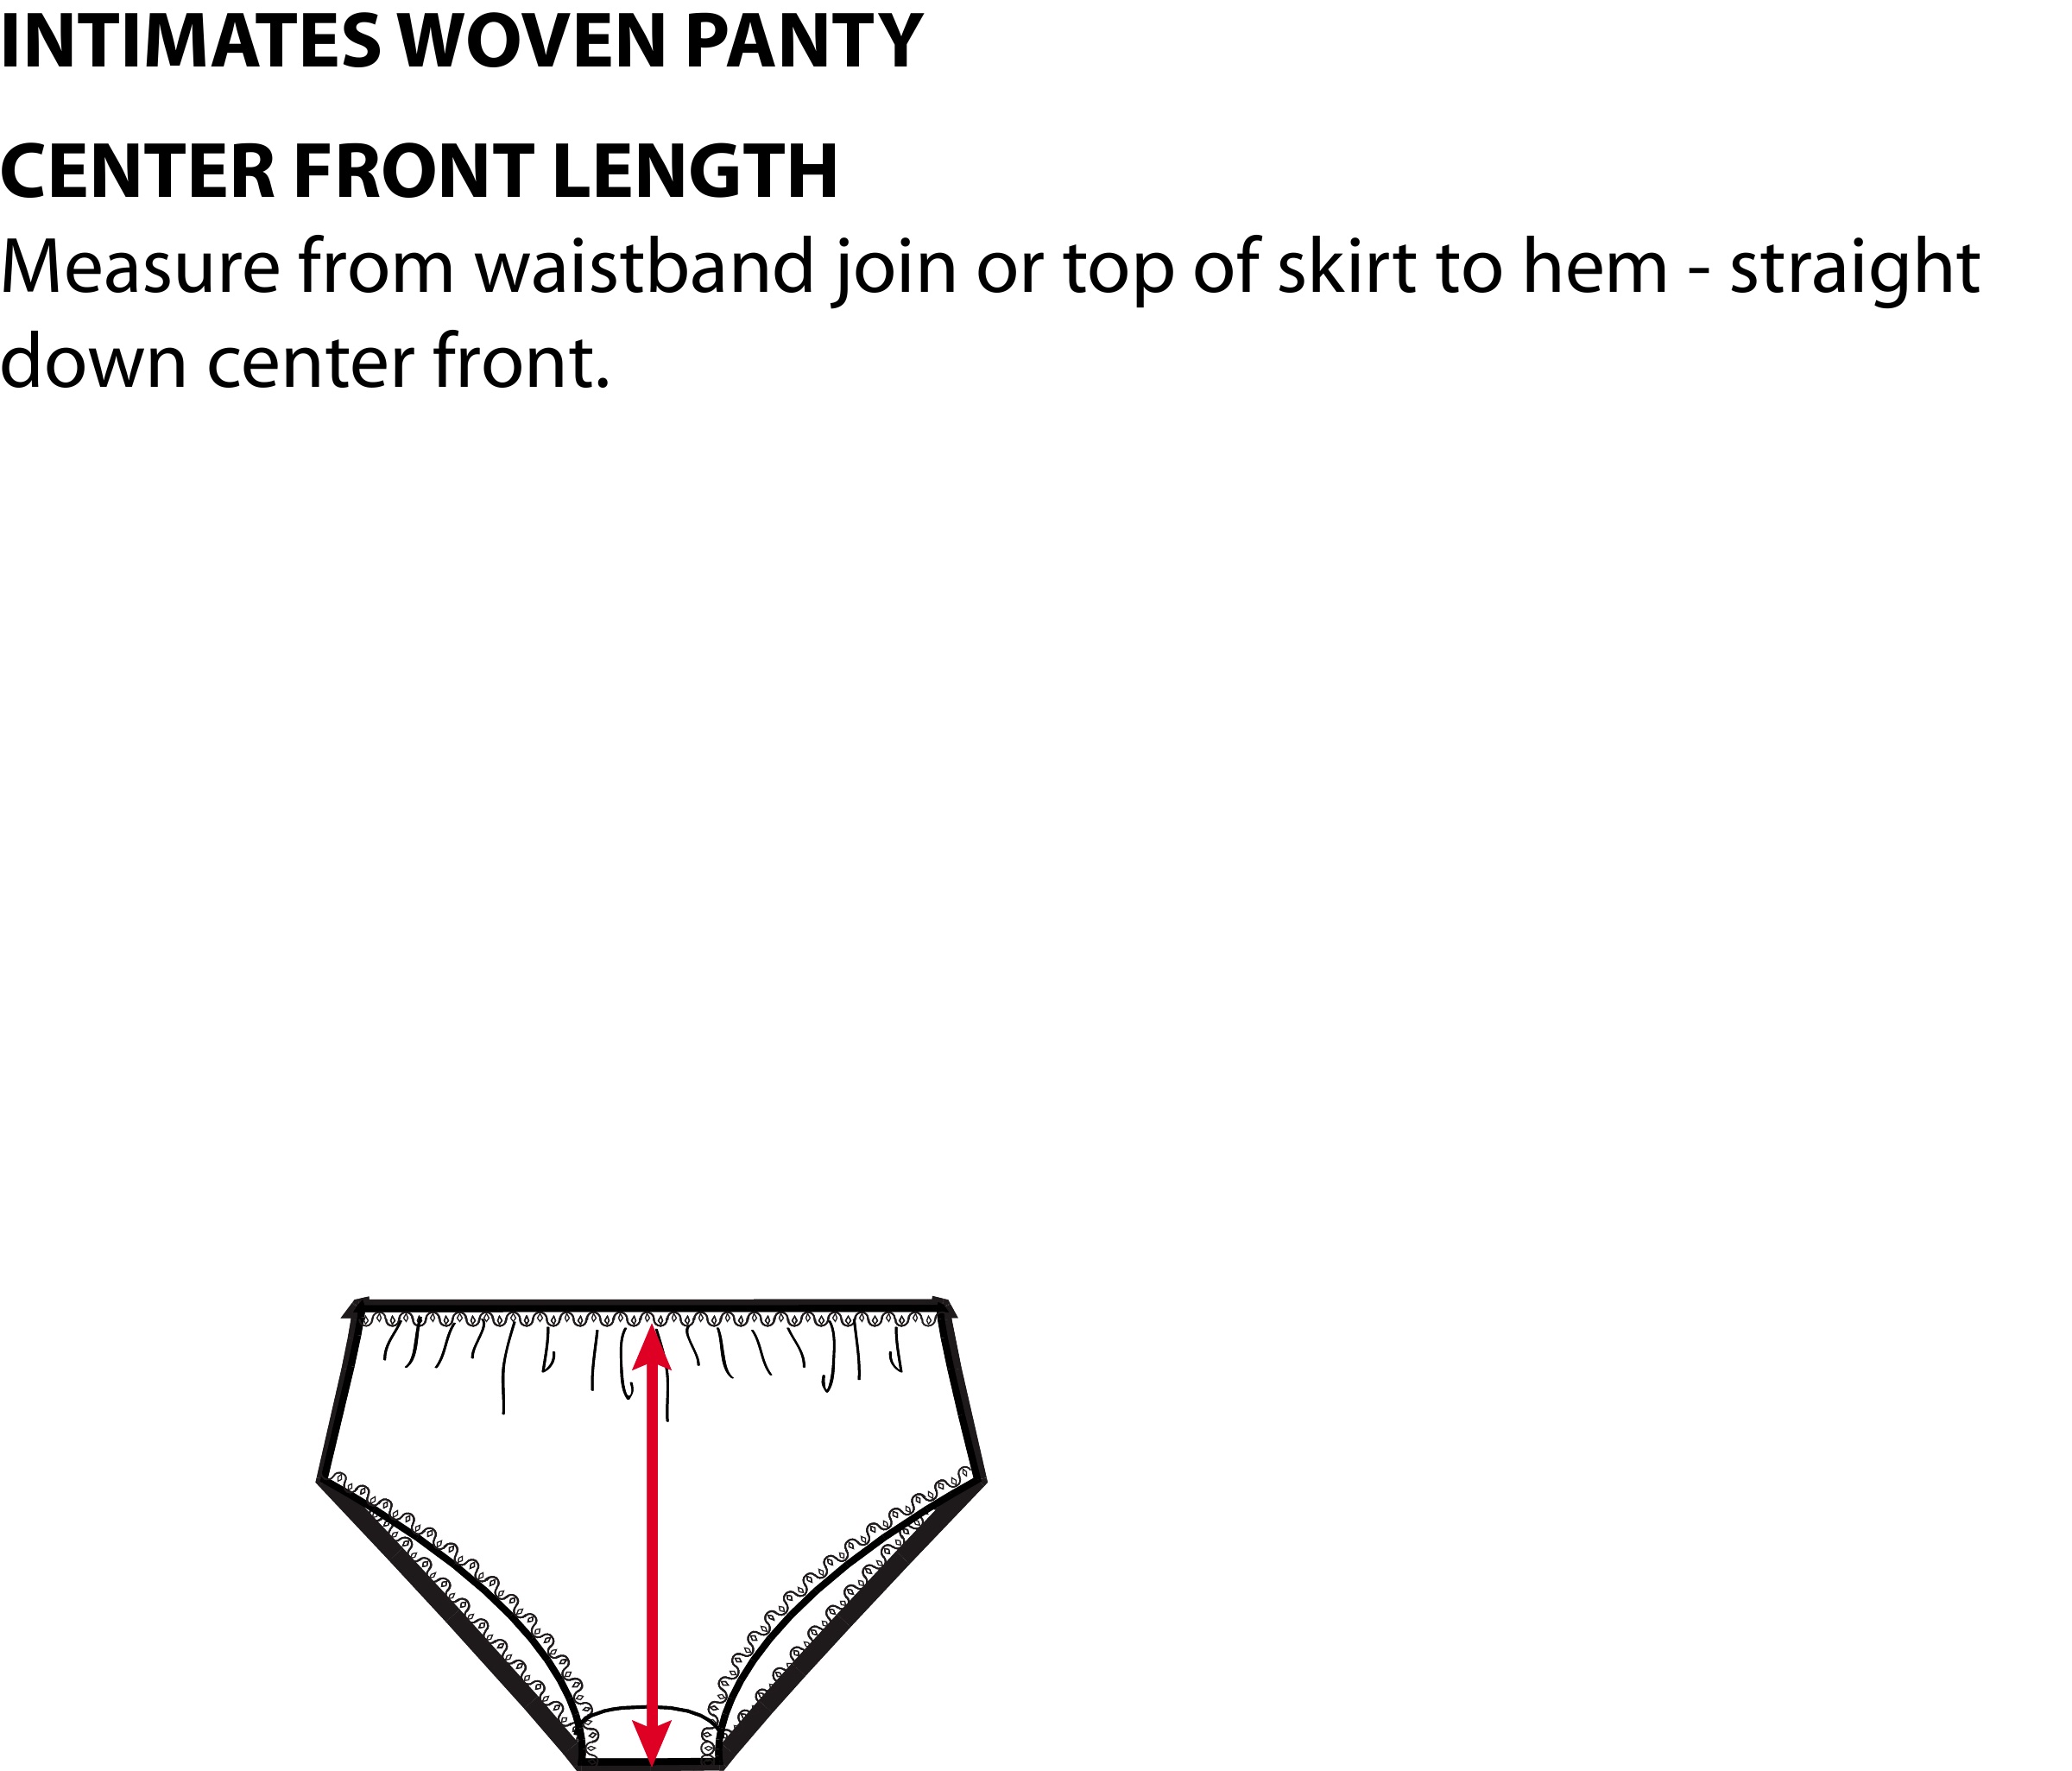 INTIMATES WOVEN PANTY
CENTER FRONT LENGTH
Measure from waistband join or top of skirt to hem - straight
down center front.